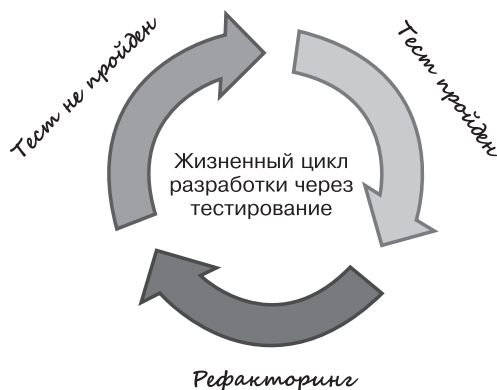 Тест не пройден
Тест пройден
Жизненный цикл
разработки через
тестирование
Рефакторинг